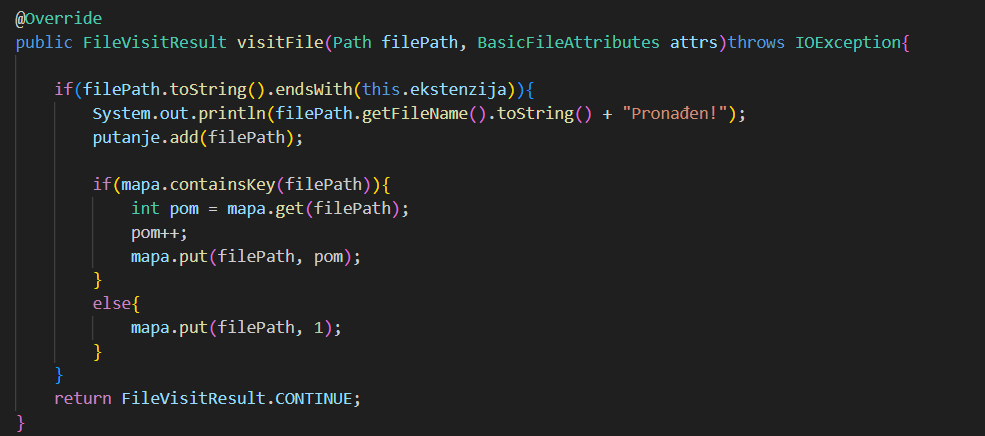 @Override
public FileVisitResult visitFile(Path filePath, BasicFileAttributes attrs)throws IOException{
if(filePath.toString().endsWith(this.ekstenzija)){
System.out.println(filePath.getFileName().toString() + "Pronađen!");
putanje.add(filePath);
if(mapa.containsKey(filePath)){
int pom = mapa.get(filePath);
pom++;
mapa.put(filePath, pom);
}
else{
mapa.put(filePath, 1);
}
}
return FileVisitResult.CONTINUE;
}